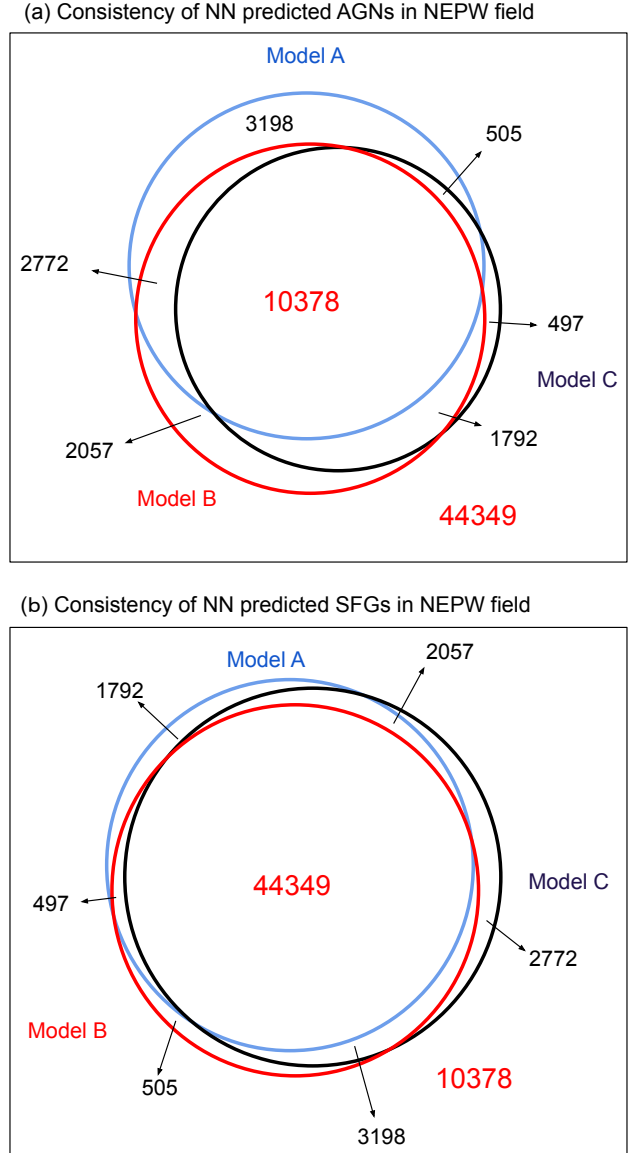 (a) Consistency of NN predicted AGNs in NEPW field
Model A
3198
505
2772
10378
497
Model C
2057
1792
Model B
44349
(b) Consistency of NN predicted SFGs in NEPW field
Model A
2057
1792
44349
Model C
497
2772
Model B
505
10378
3198